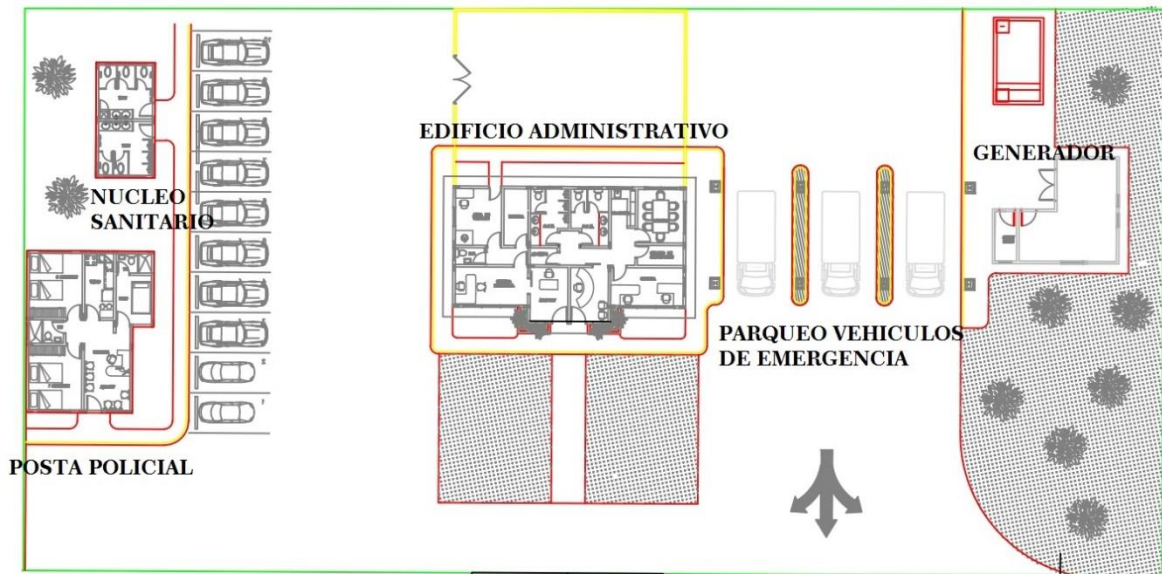 EDIFICIO ADMINISTRATIVO
GENERADOR
NUCLEO
SANITARIO
PARQUEO VEHICULOS
DE EMERGENCIA
POSTA POLICIAL